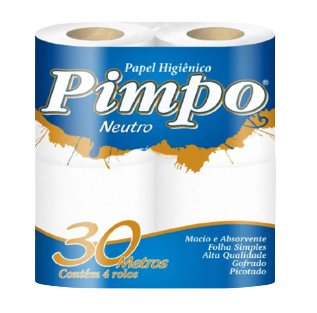 Papel Higiênico
Pimpo®
Neutro
30 Metros
Contém 4 rolos
Macio e Absorvente
Folha Simples
Alta Qualidade
Gofrado
Picotado